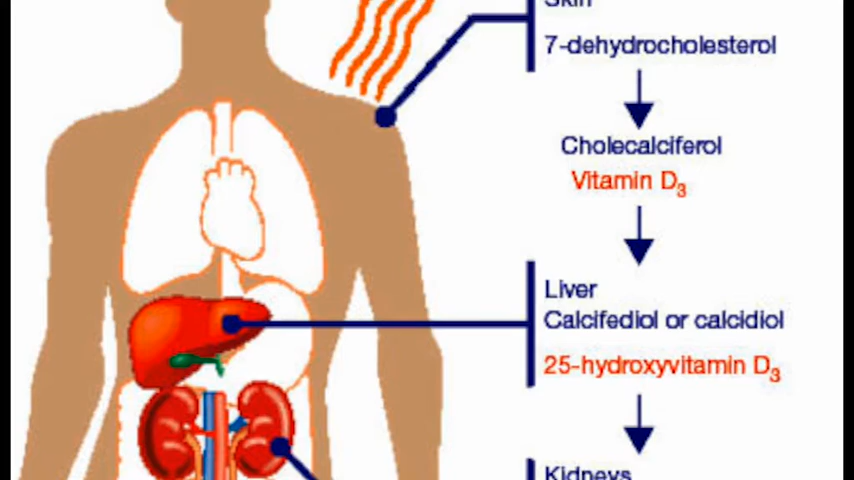 Skin
7-dehydrocholesterol
Cholecalciferol
Vitamin D3
Liver
Calcifediol or calcidiol
25-hydroxyvitamin D3
Kidneys